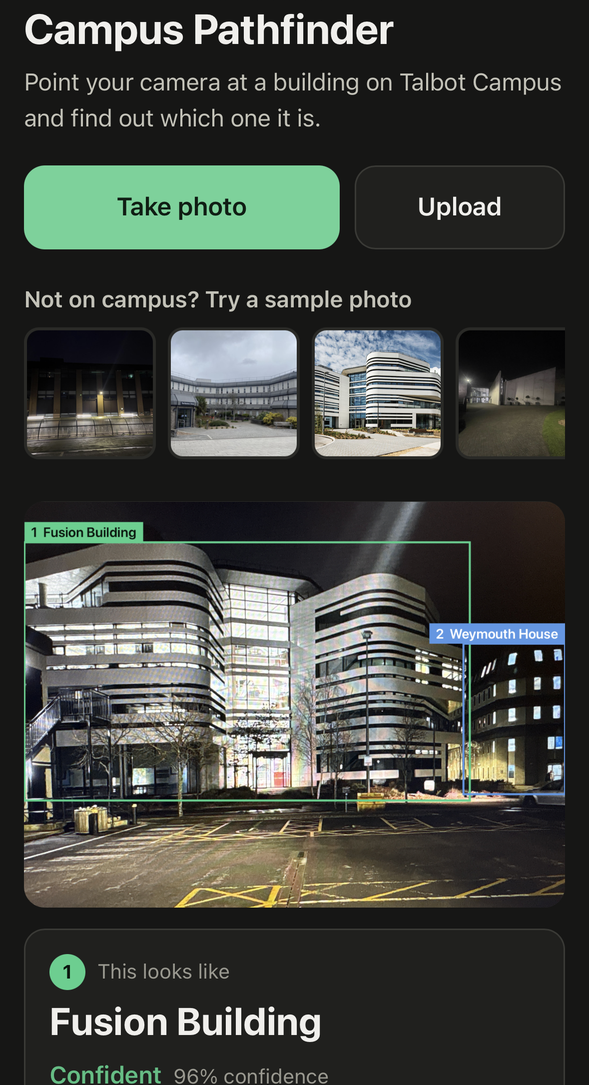 Campus Pathfinder
Point your camera at a building on Talbot Campus
and find out which one it is.
Take photo
Upload
Not on campus? Try a sample photo
1 Fusion Building
2 Weymouth House
1 This looks like
Fusion Building
Confident 96% confidence